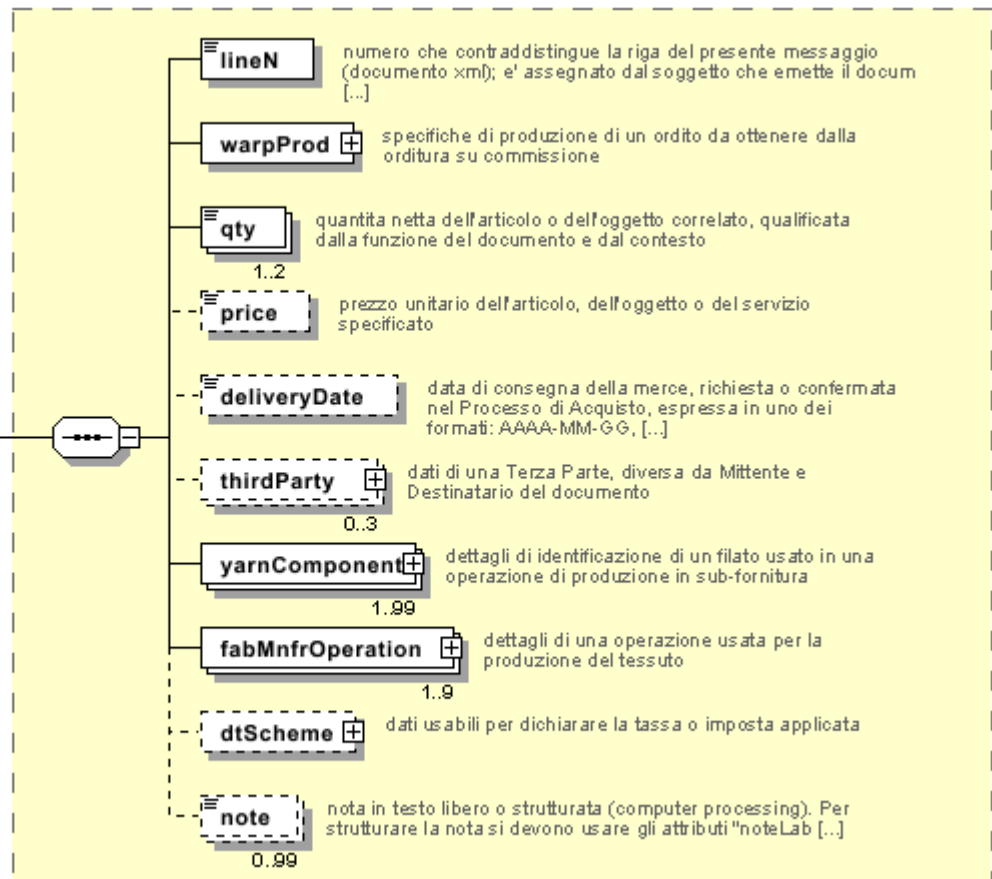 lineN
numero che contraddistingue la riga del presente messaggio
(documento xml); e' assegnato dal soggetto che emette il docum
[...]
warpProd
specifiche di produzione di un ordito da ottenere dalla
orditura su commissione
qty
quantita netta dell'articolo o dell'oggetto correlato, qualificata
dalla funzione del documento e dal contesto
1..2
price
prezzo unitario dell'articolo, dell'oggetto o del servizio
specificato
deliveryDate
data di consegna della merce, richiesta o confermata
nel Processo di Acquisto, espressa in uno dei
formati: AAAA-MM-GG, [...]
thirdParty
dati di una Terza Parte, diversa da Mittente e
Destinatario del documento
0..3
yarnComponent
dettagli di identificazione di un filato usato in una
operazione di produzione in sub-fornitura
1..99
fabMnfrOperation
dettagli di una operazione usata per la
produzione del tessuto
1..9
dtScheme
dati usabili per dichiarare la tassa o imposta applicata
note
nota in testo libero o strutturata (computer processing). Per
strutturare la nota si devono usare gli attributi "noteLab [...]
0..99